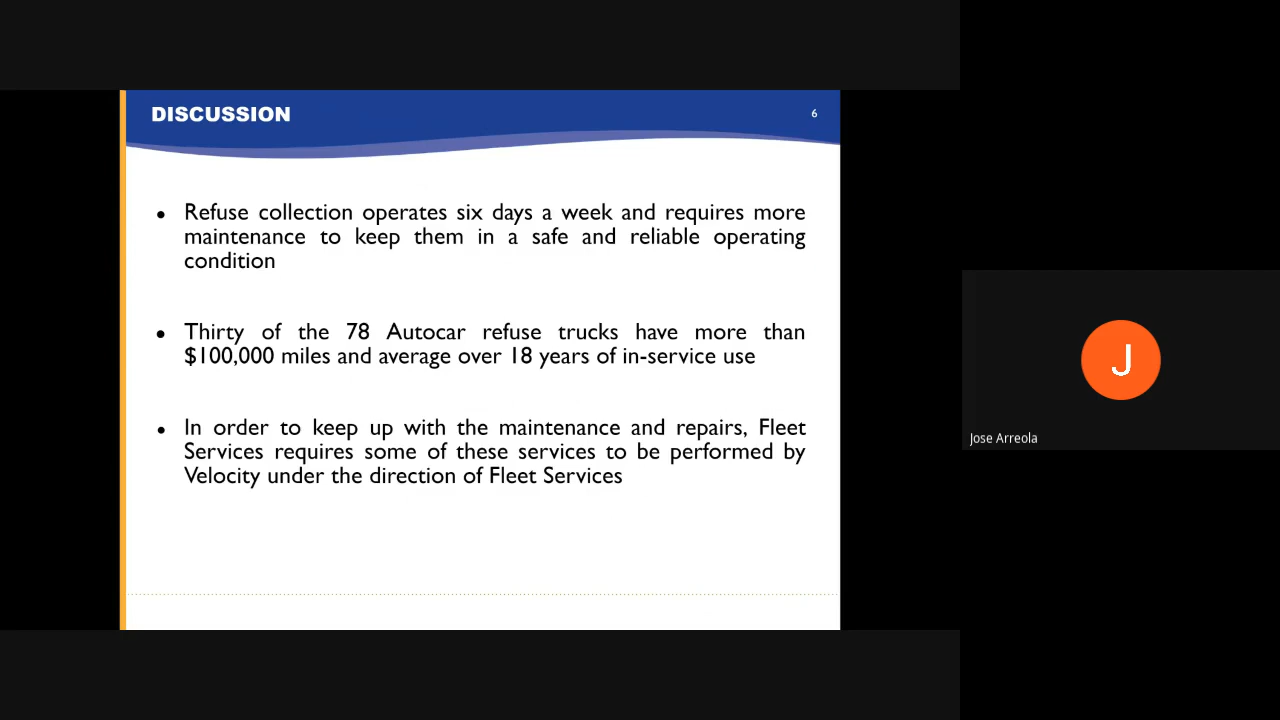 DISCUSSION
6
• Refuse collection operates six days a week and requires more
maintenance to keep them in a safe and reliable operating
condition
• Thirty of the 78 Autocar refuse trucks have more than
$100,000 miles and average over 18 years of in-service use
• In order to keep up with the maintenance and repairs, Fleet
Services requires some of these services to be performed by
Velocity under the direction of Fleet Services
J
Jose Arreola